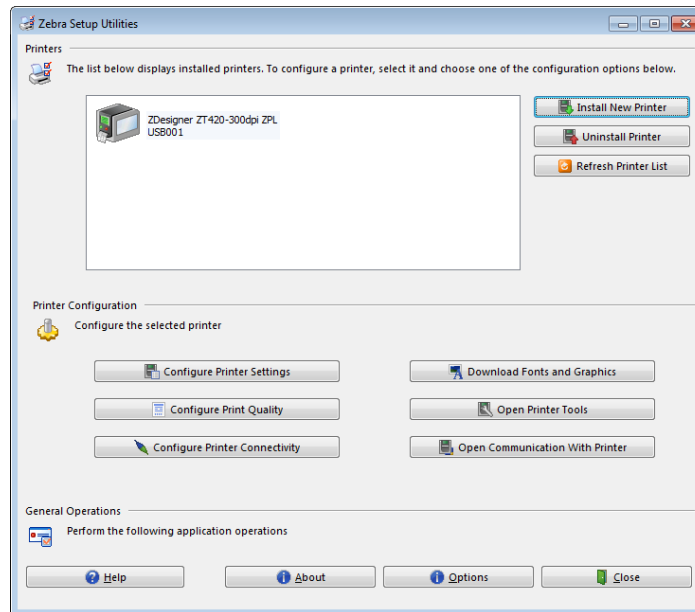 Zebra Setup Utilities
Printers
The list below displays installed printers. To configure a printer, select it and choose one of the configuration options below.
ZDesigner ZT420-300dpi ZPL
USB001
Install New Printer
Uninstall Printer
Refresh Printer List
Printer Configuration
Configure the selected printer
Configure Printer Settings
Download Fonts and Graphics
Configure Print Quality
Open Printer Tools
Configure Printer Connectivity
Open Communication With Printer
General Operations
Perform the following application operations
Help
About
Options
Close